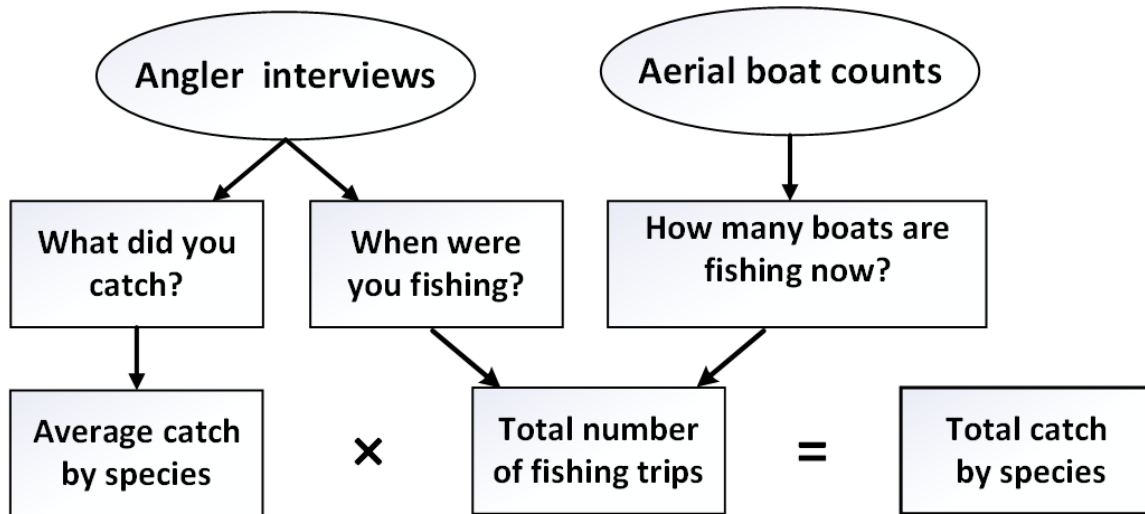 Angler interviews
Aerial boat counts
What did you
catch?
When were
you fishing?
How many boats are
fishing now?
Average catch
by species
×
Total number
of fishing trips
=
Total catch
by species